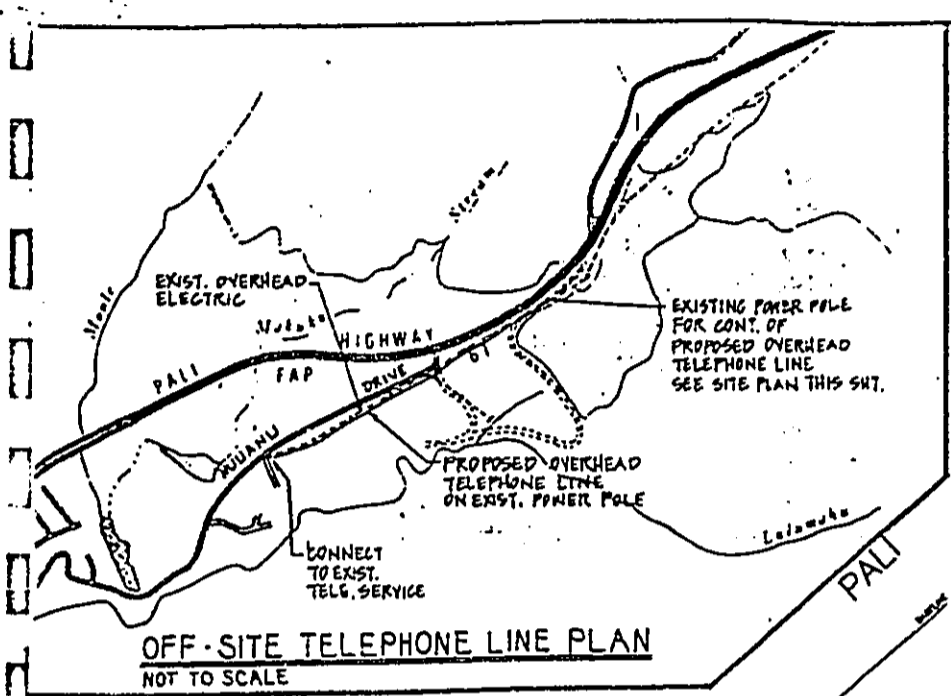 Stream
EXIST. OVERHEAD
ELECTRIC
Moole
EXISTING POWER POLE
FOR CONT. OF
PROPOSED OVERHEAD
TELEPHONE LINE
SEE SITE PLAN THIS SHT.
PALI HIGHWAY
FAP 61
NUUANU DRIVE
PROPOSED OVERHEAD
TELEPHONE LINE
ON EXIST. POWER POLE
CONNECT
TO EXIST.
TELE. SERVICE
PALI
OFF-SITE TELEPHONE LINE PLAN
NOT TO SCALE